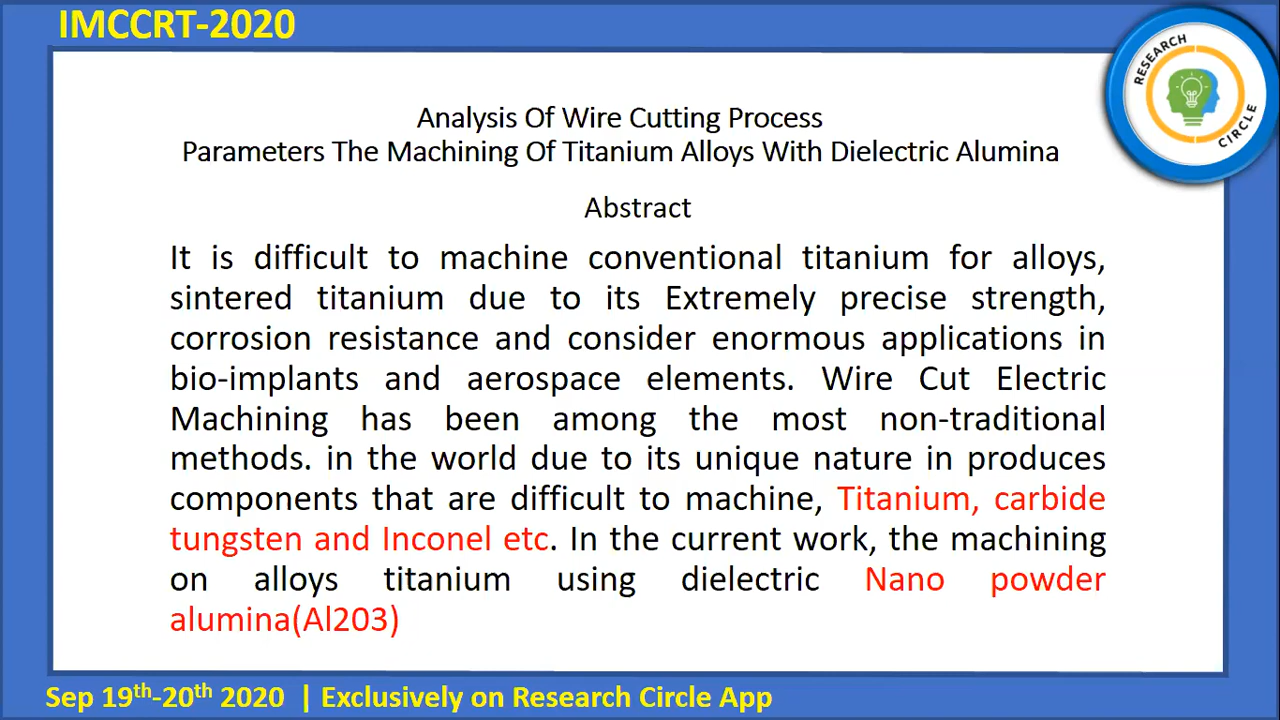 IMCCRT-2020
RESEARCH
CIRCLE
Analysis Of Wire Cutting Process
Parameters The Machining Of Titanium Alloys With Dielectric Alumina
Abstract
It is difficult to machine conventional titanium for alloys,
sintered titanium due to its Extremely precise strength,
corrosion resistance and consider enormous applications in
bio-implants and aerospace elements. Wire Cut Electric
Machining has been among the most non-traditional
methods. in the world due to its unique nature in produces
components that are difficult to machine, Titanium, carbide
tungsten and Inconel etc. In the current work, the machining
on alloys titanium using dielectric Nano powder
alumina(Al203)
Sep 19th-20th 2020 | Exclusively on Research Circle App